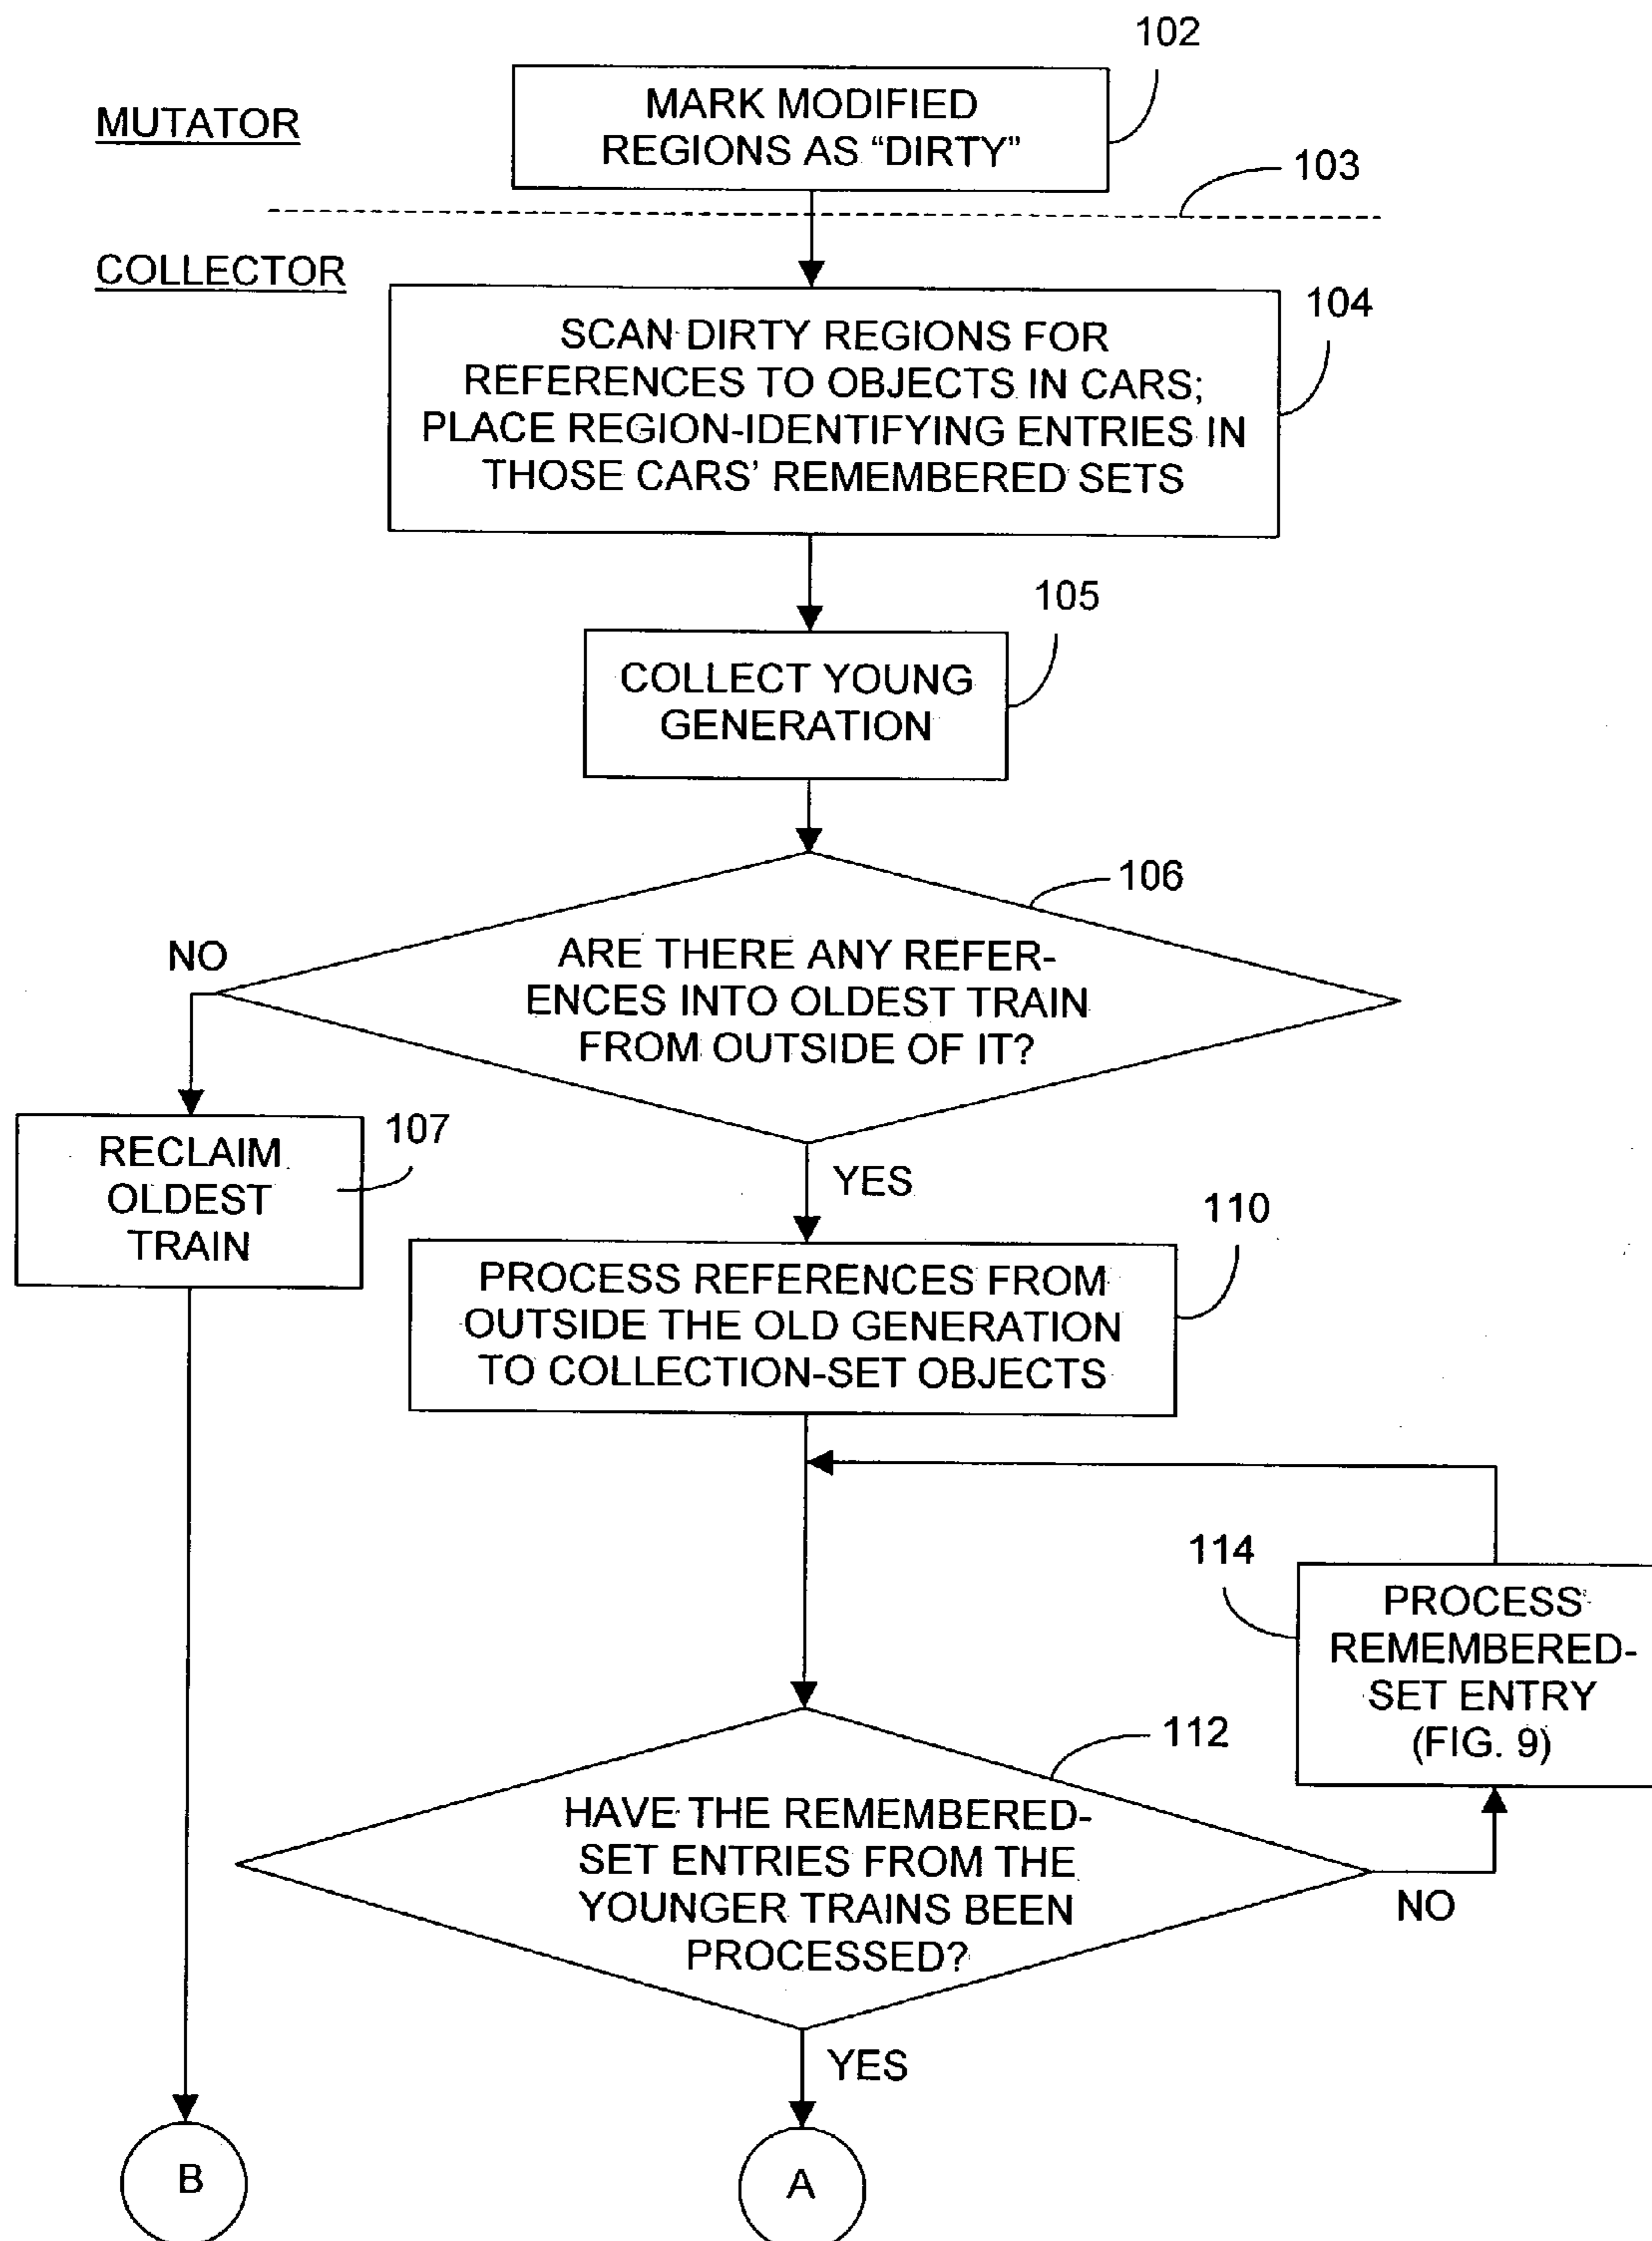 102
MUTATOR
MARK MODIFIED
REGIONS AS “DIRTY”
103
COLLECTOR
104
SCAN DIRTY REGIONS FOR
REFERENCES TO OBJECTS IN CARS;
PLACE REGION-IDENTIFYING ENTRIES IN
THOSE CARS’ REMEMBERED SETS
105
COLLECT YOUNG
GENERATION
106
NO
ARE THERE ANY REFER-
ENCES INTO OLDEST TRAIN
FROM OUTSIDE OF IT?
107
RECLAIM
OLDEST
TRAIN
YES
110
PROCESS REFERENCES FROM
OUTSIDE THE OLD GENERATION
TO COLLECTION-SET OBJECTS
114
PROCESS
REMEMBERED-
SET ENTRY
(FIG. 9)
112
HAVE THE REMEMBERED-
SET ENTRIES FROM THE
YOUNGER TRAINS BEEN
PROCESSED?
NO
YES
B
A